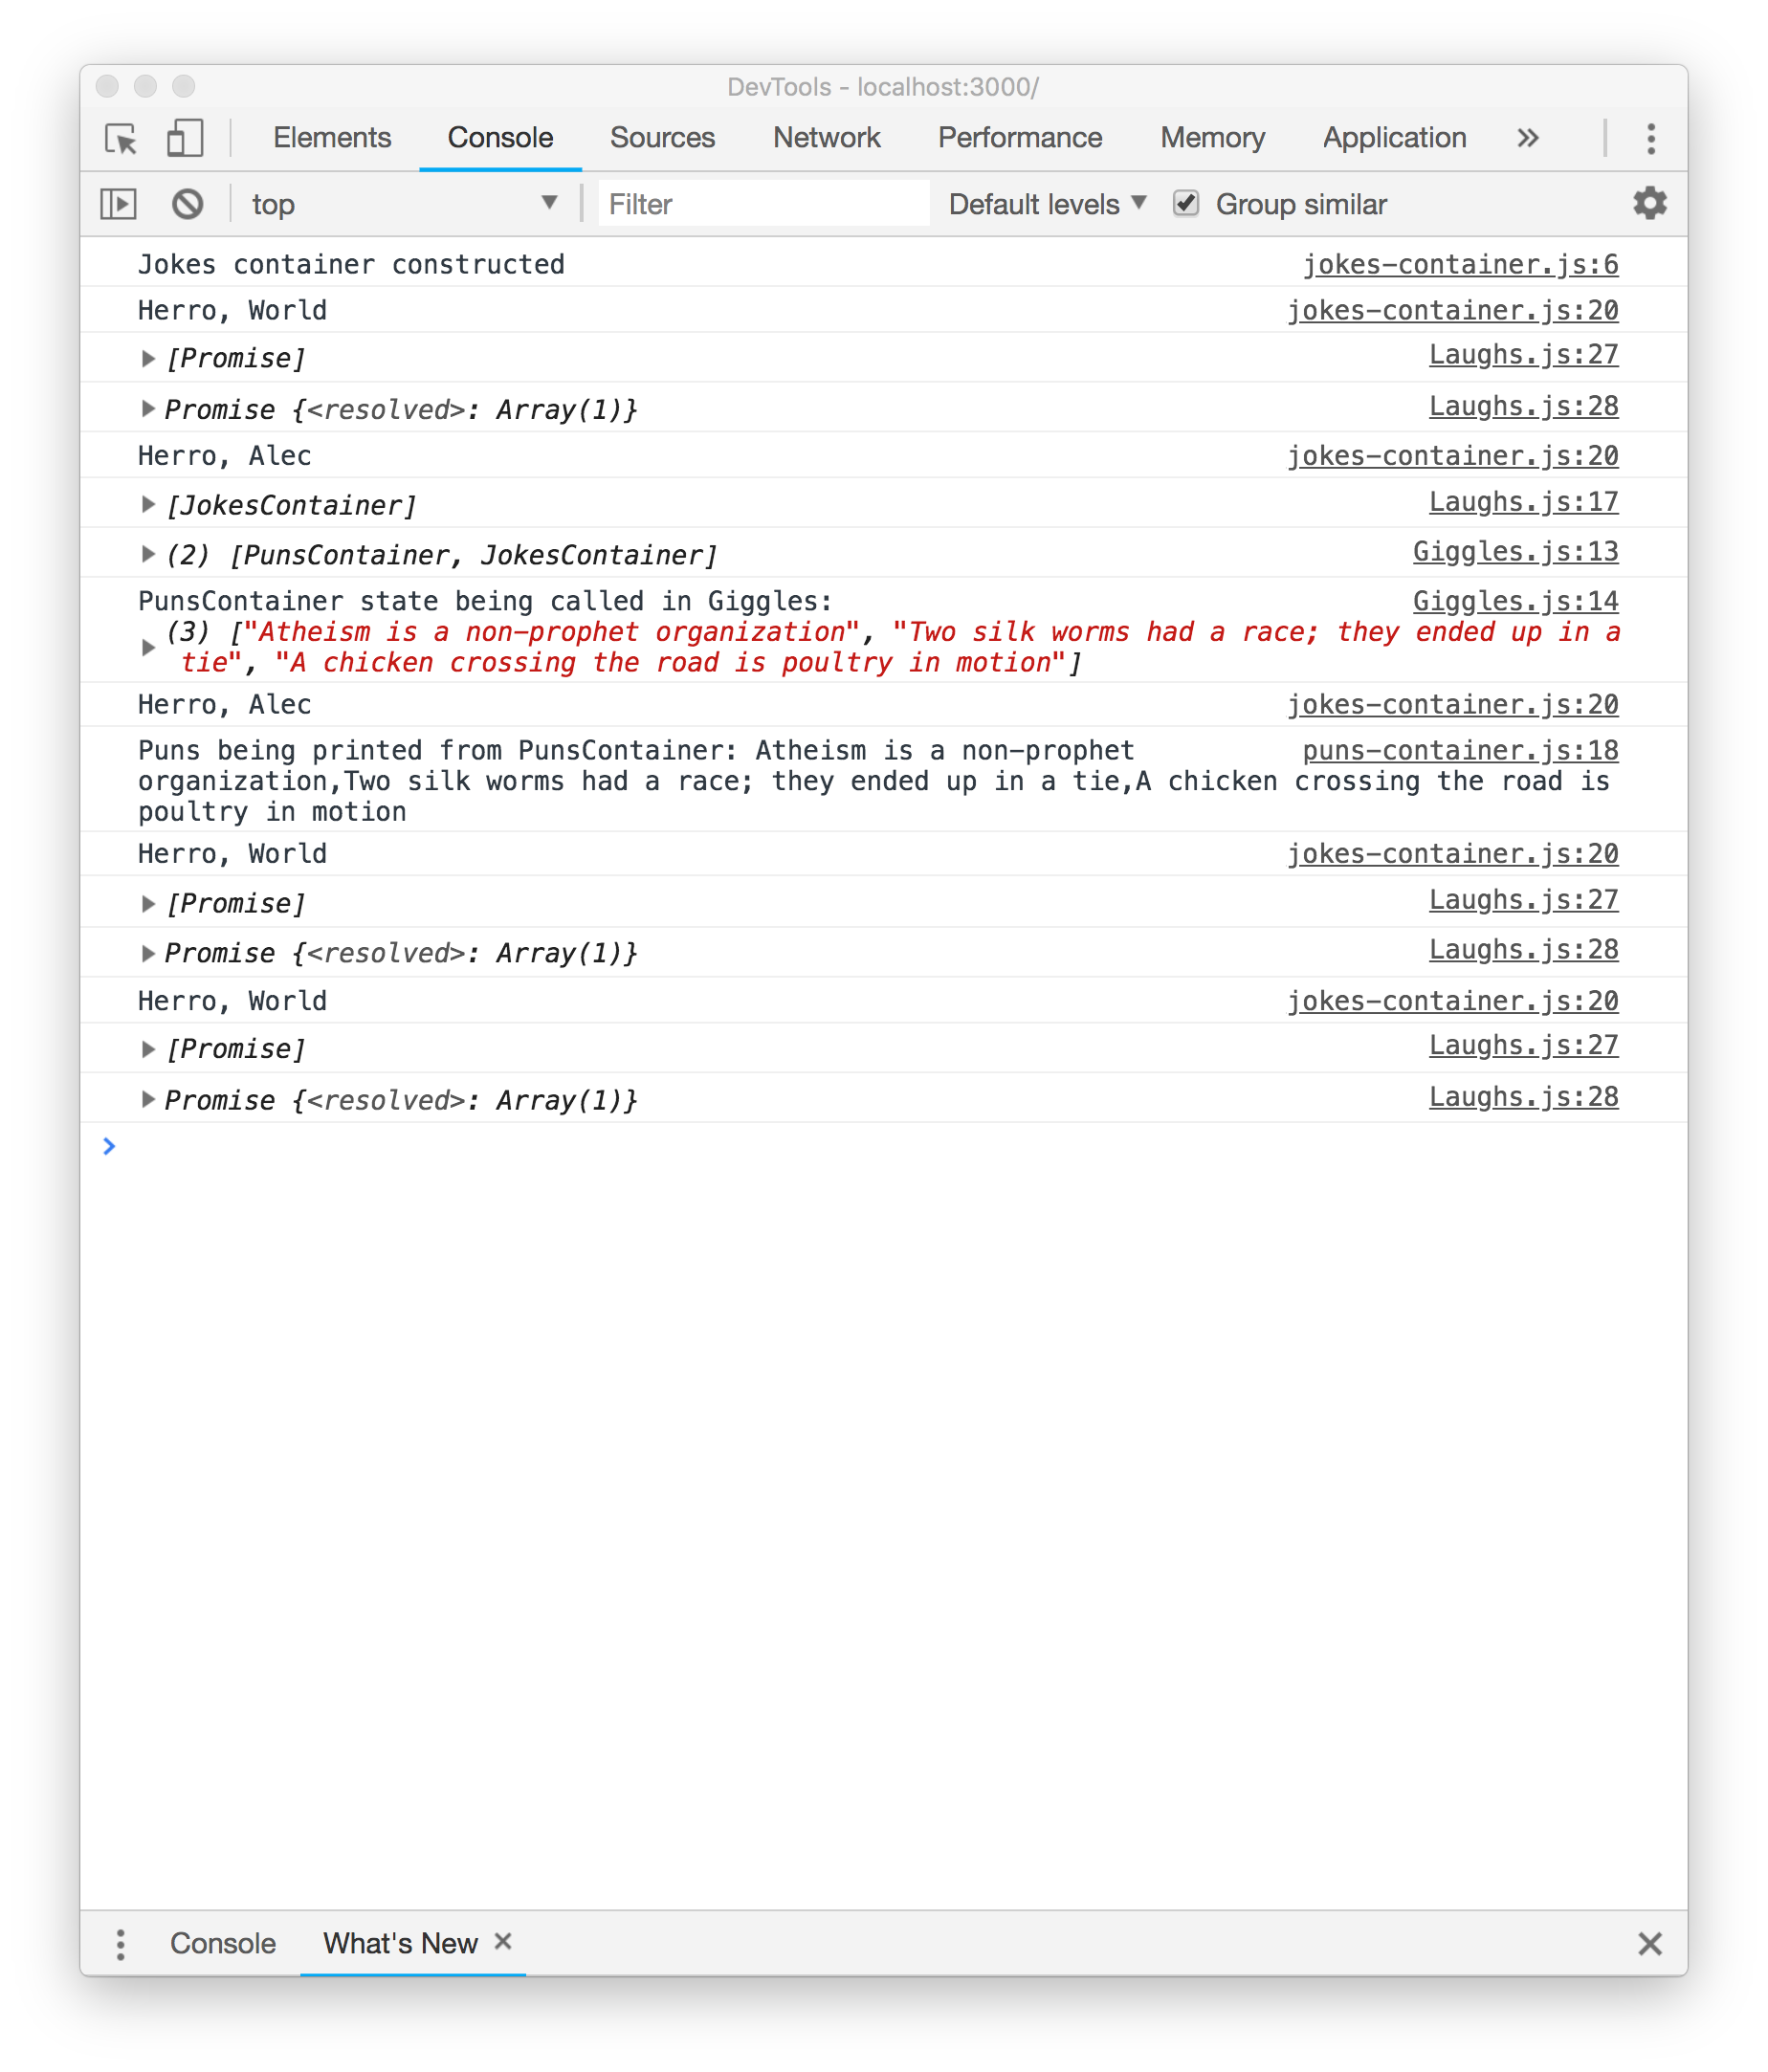 DevTools - localhost:3000/
Elements Console Sources Network Performance Memory Application »
top ▼ Filter Default levels ▼ Group similar
Jokes container constructed jokes-container.js:6
Herro, World jokes-container.js:20
[Promise] Laughs.js:27
Promise {<resolved>: Array(1)} Laughs.js:28
Herro, Alec jokes-container.js:20
[JokesContainer] Laughs.js:17
(2) [PunsContainer, JokesContainer] Giggles.js:13
PunsContainer state being called in Giggles: Giggles.js:14
(3) ["Atheism is a non-prophet organization", "Two silk worms had a race; they ended up in a
tie", "A chicken crossing the road is poultry in motion"]
Herro, Alec jokes-container.js:20
Puns being printed from PunsContainer: Atheism is a non-prophet puns-container.js:18
organization,Two silk worms had a race; they ended up in a tie,A chicken crossing the road is
poultry in motion
Herro, World jokes-container.js:20
[Promise] Laughs.js:27
Promise {<resolved>: Array(1)} Laughs.js:28
Herro, World jokes-container.js:20
[Promise] Laughs.js:27
Promise {<resolved>: Array(1)} Laughs.js:28
Console What's New